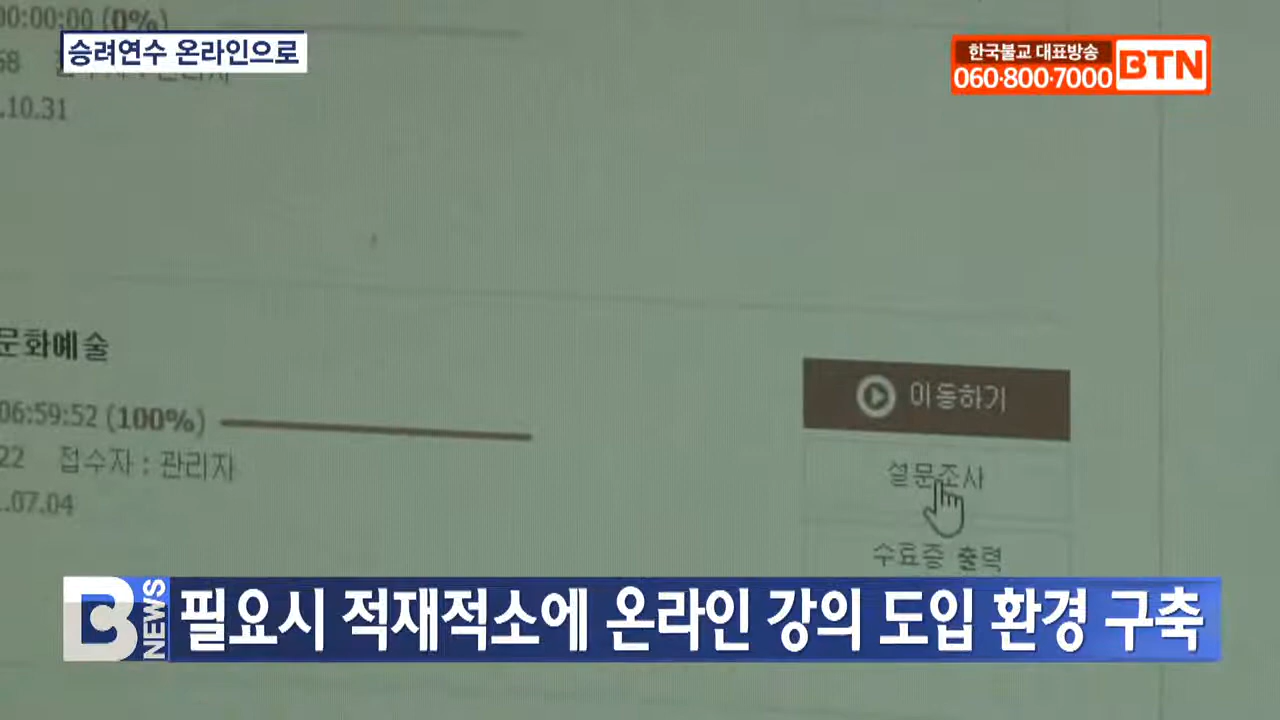 00:00:00 (0%)
승려연수 온라인으로
한국불교 대표방송
060·800·7000
BTN
.10.31
문화예술
06:59:52 (100%)
이동하기
22 접수자 : 관리자
설문조사
.07.04
수료증 출력
B NEWS
필요시 적재적소에 온라인 강의 도입 환경 구축